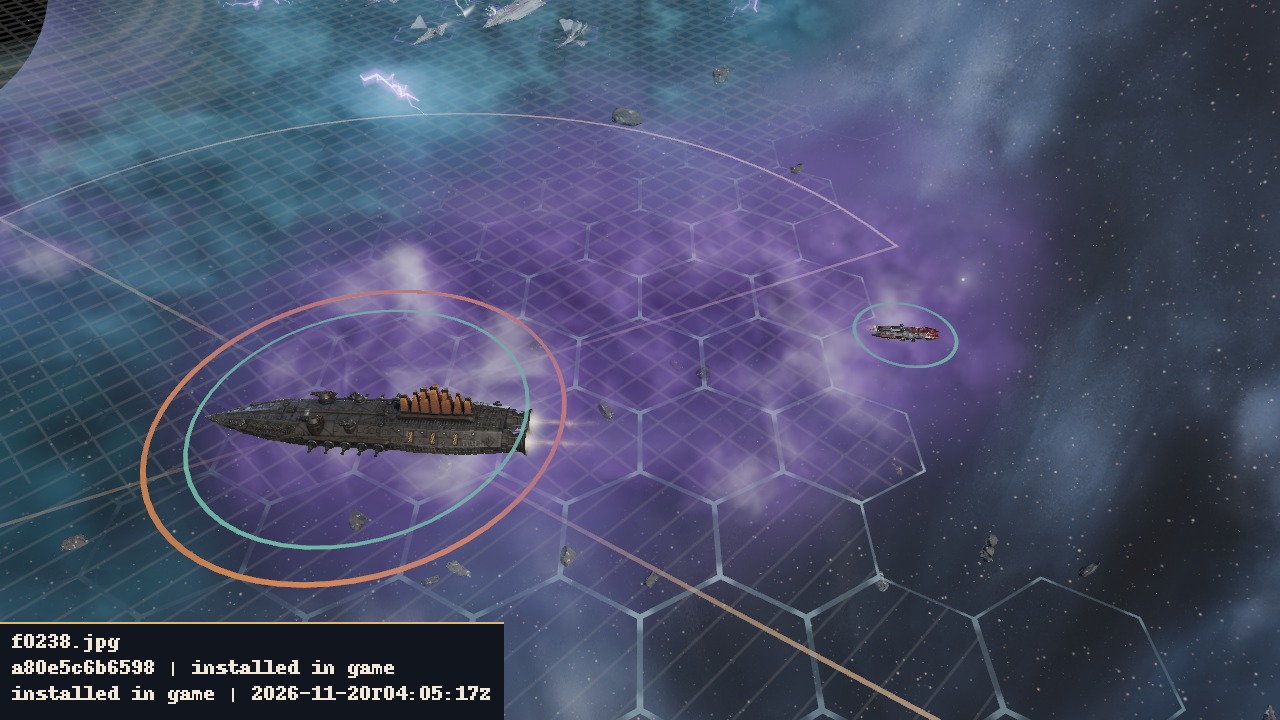 f0238.jpg
a80e5c6b6598 | installed in game
installed in game | 2026-11-20T04:05:17Z